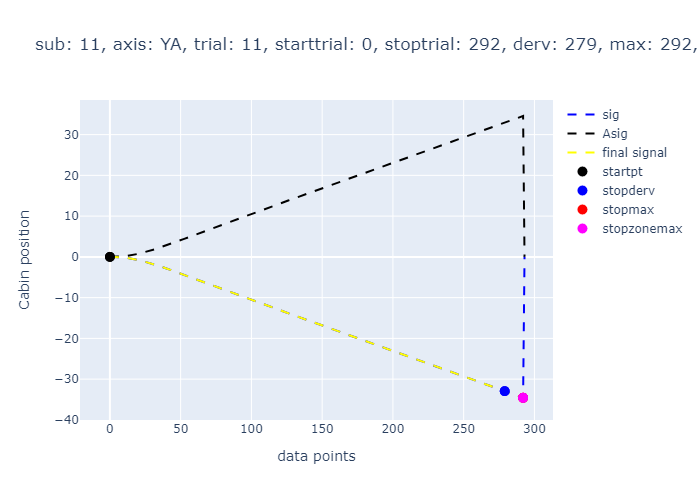 sub: 11, axis: YA, trial: 11, starttrial: 0, stoptrial: 292, derv: 279, max: 292,
sig
Asig
final signal
startpt
stopderv
stopmax
stopzonemax
Cabin position
30
20
10
0
−10
−20
−30
−40
0
50
100
150
200
250
300
data points